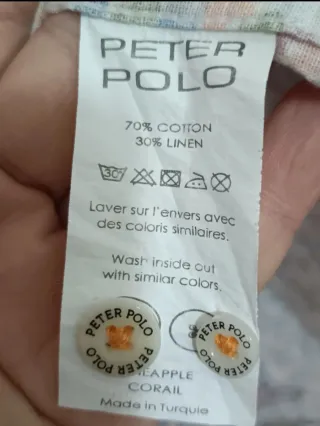 PETER
POLO
70% COTTON
30% LINEN
30°
Laver sur l'envers avec
des coloris similaires.
Wash inside out
with similar colors.
PETER POLO
PETER POLO
PETER POLO
PETER POLO
CORAIL
Made in Turquie